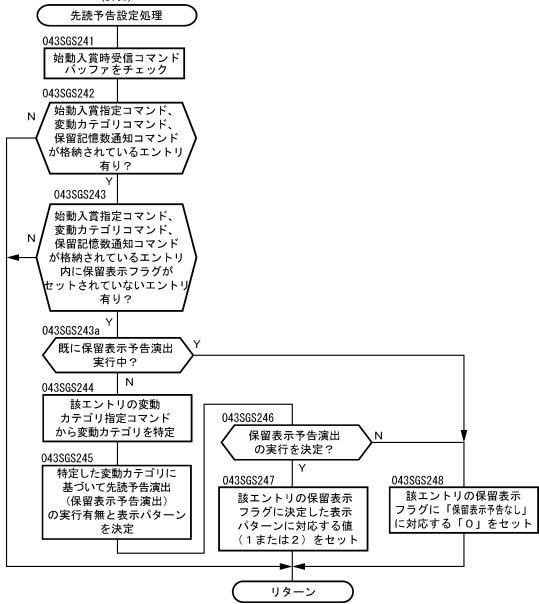 先読予告設定処理
043SGS241
始動入賞時受信コマンド
バッファをチェック
043SGS242
N
始動入賞指定コマンド、
変動カテゴリコマンド、
保留記憶数通知コマンド
が格納されているエントリ
有り？
Y
043SGS243
N
始動入賞指定コマンド、
変動カテゴリコマンド、
保留記憶数通知コマンド
が格納されているエントリ
内に保留表示フラグが
セットされていないエントリ
有り？
Y
043SGS243a
既に保留表示予告演出
実行中？
Y
N
043SGS244
該エントリの変動
カテゴリ指定コマンド
から変動カテゴリを特定
043SGS245
特定した変動カテゴリに
基づいて先読予告演出
（保留表示予告演出）
の実行有無と表示パターン
を決定
043SGS246
保留表示予告演出
の実行を決定？
N
Y
043SGS247
該エントリの保留表示
フラグに決定した表示
パターンに対応する値
（１または２）をセット
043SGS248
該エントリの保留表示
フラグに「保留表示予告なし」
に対応する「０」をセット
リターン